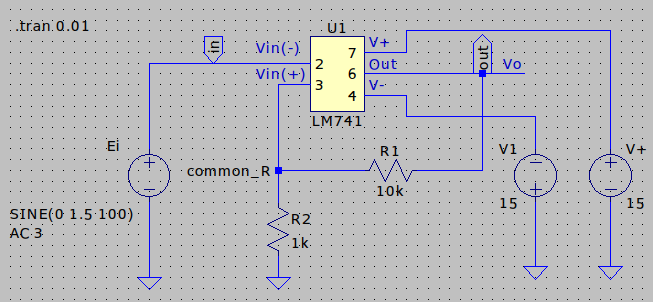 .tran 0.01
U1
in
Vin(-)
2
7
V+
Out
6
out
Vo
Vin(+)
3
V-
4
LM741
Ei
+
−
SINE(0 1.5 100)
AC 3
common_R
R1
10k
R2
1k
V1
−
+
15
V+
+
−
15